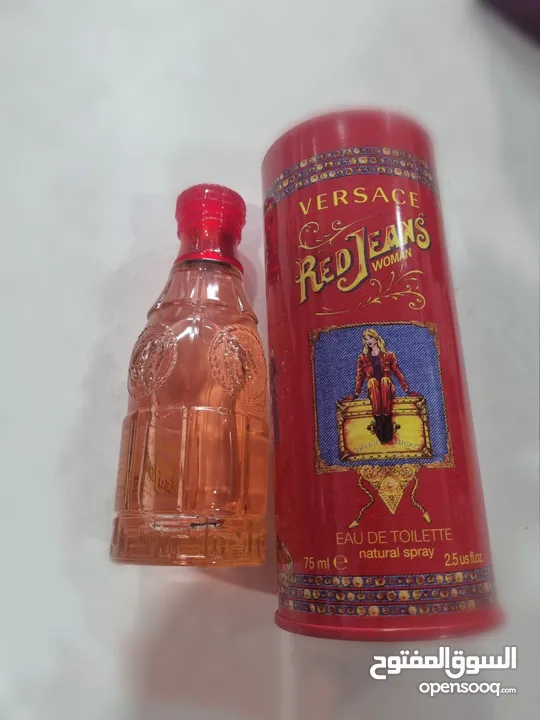 VERSACE
RED JEANS
WOMAN
EAU DE TOILETTE
natural spray
75 ml e
2.5 us fl.oz.
السوق المفتوح
opensooq.com